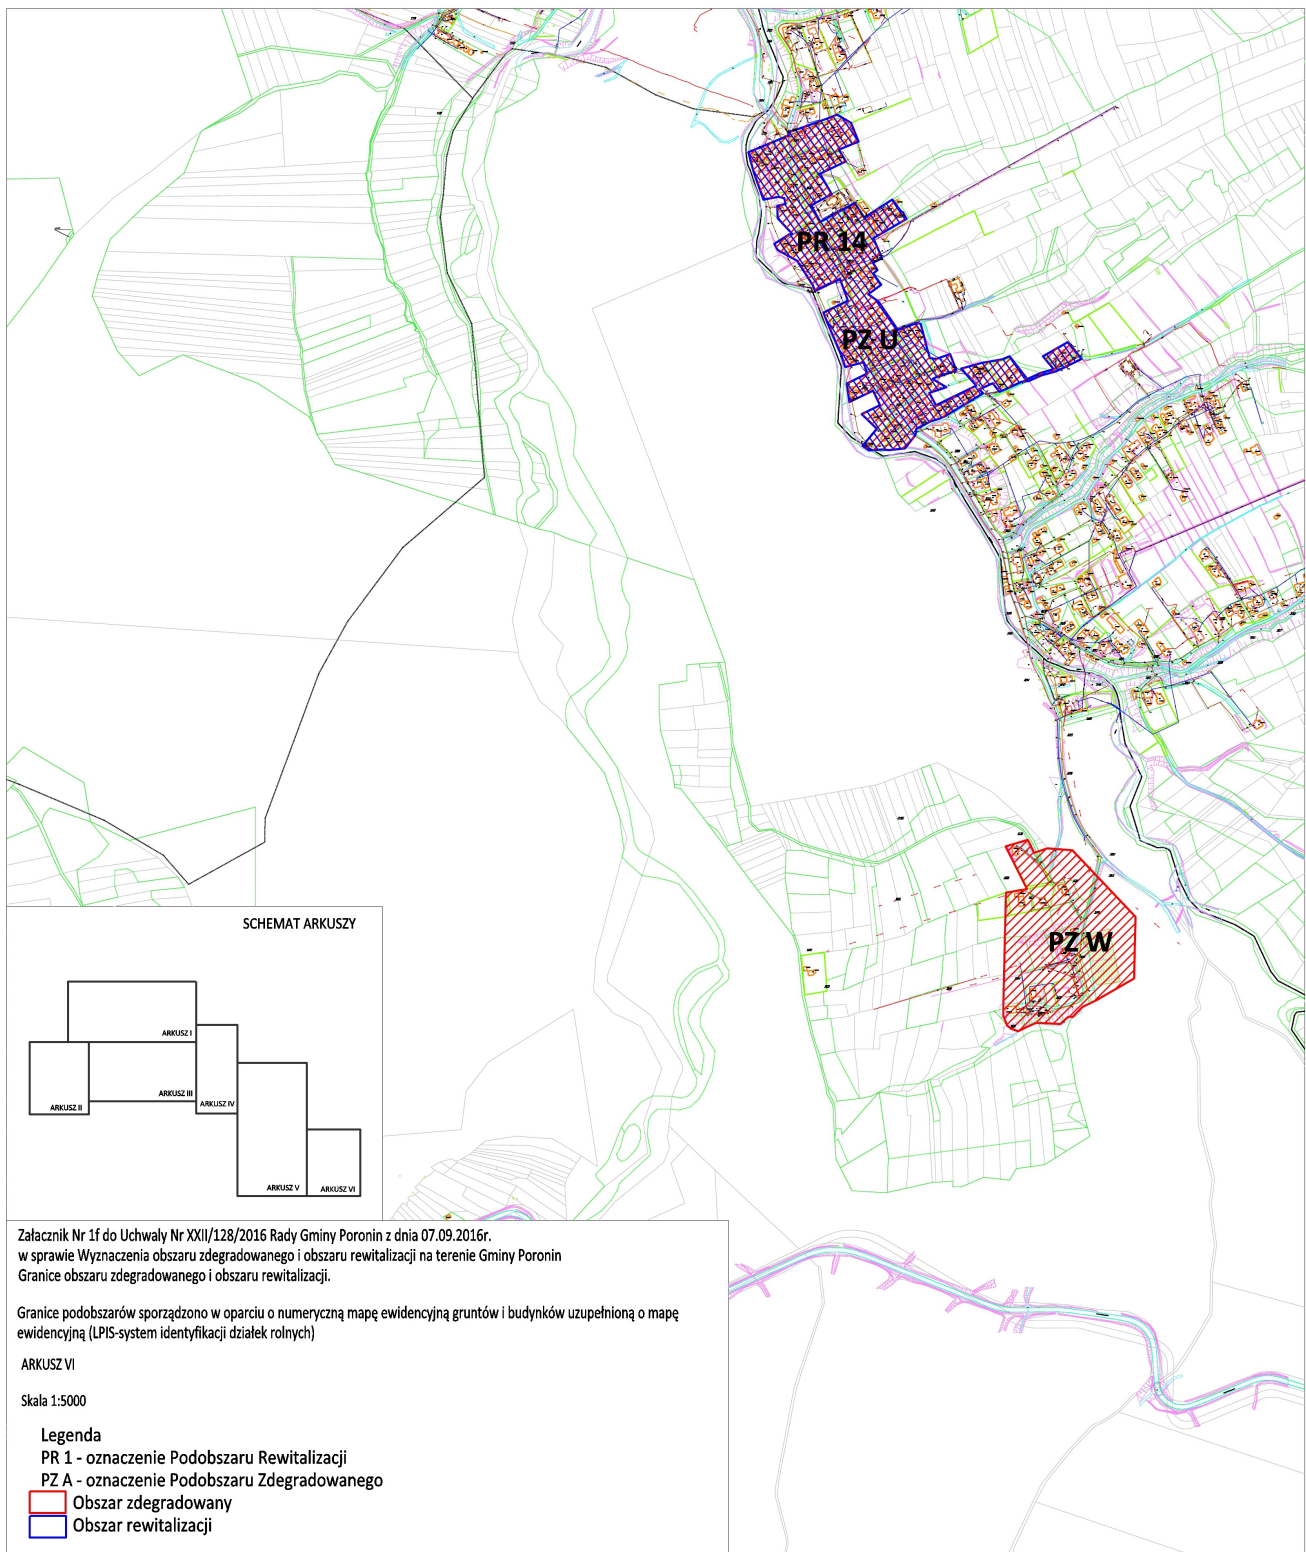 PR 14
PZ U
PZ W
SCHEMAT ARKUSZY
ARKUSZ I
ARKUSZ II
ARKUSZ III
ARKUSZ IV
ARKUSZ V
ARKUSZ VI
Załacznik Nr 1f do Uchwały Nr XXII/128/2016 Rady Gminy Poronin z dnia 07.09.2016r.
w sprawie Wyznaczenia obszaru zdegradowanego i obszaru rewitalizacji na terenie Gminy Poronin
Granice obszaru zdegradowanego i obszaru rewitalizacji.
Granice podobszarów sporządzono w oparciu o numeryczną mapę ewidencyjną gruntów i budynków uzupełnioną o mapę
ewidencyjną (LPIS-system identyfikacji działek rolnych)
ARKUSZ VI
Skala 1:5000
Legenda
PR 1 - oznaczenie Podobszaru Rewitalizacji
PZ A - oznaczenie Podobszaru Zdegradowanego
Obszar zdegradowany
Obszar rewitalizacji